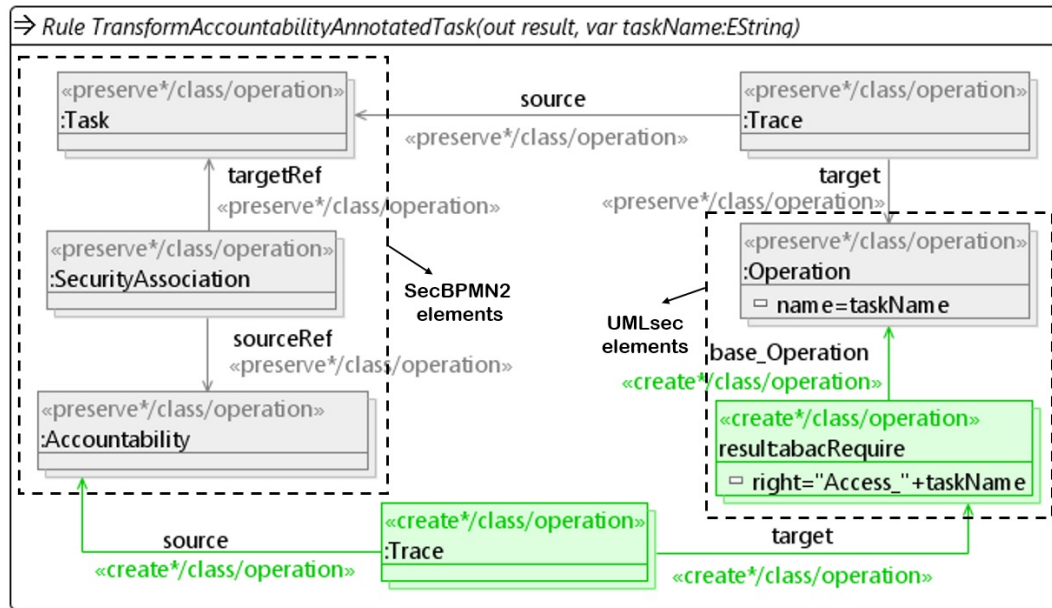 Rule TransformAccountabilityAnnotatedTask(out result, var taskName:EString)
«preserve*/class/operation»
:Task
source
«preserve*/class/operation»
«preserve*/class/operation»
:Trace
targetRef
«preserve*/class/operation»
target
«preserve*/class/operation»
«preserve*/class/operation»
:SecurityAssociation
SecBPMN2
elements
«preserve*/class/operation»
:Operation
name=taskName
UMLsec
elements
sourceRef
«preserve*/class/operation»
base_Operation
«create*/class/operation»
«preserve*/class/operation»
:Accountability
«create*/class/operation»
result:abacRequire
right="Access_"+taskName
«create*/class/operation»
:Trace
source
«create*/class/operation»
target
«create*/class/operation»